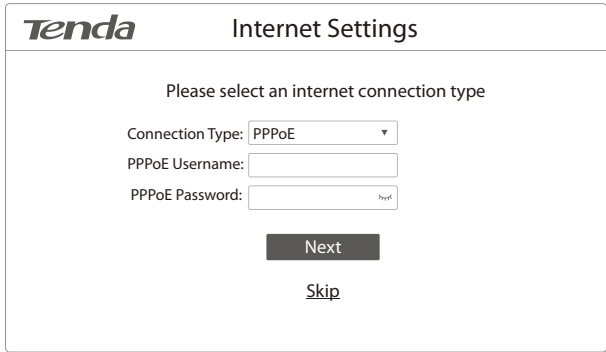 Tenda Internet Settings
Please select an internet connection type
Connection Type: PPPoE
PPPoE Username:
PPPoE Password:
Next
Skip